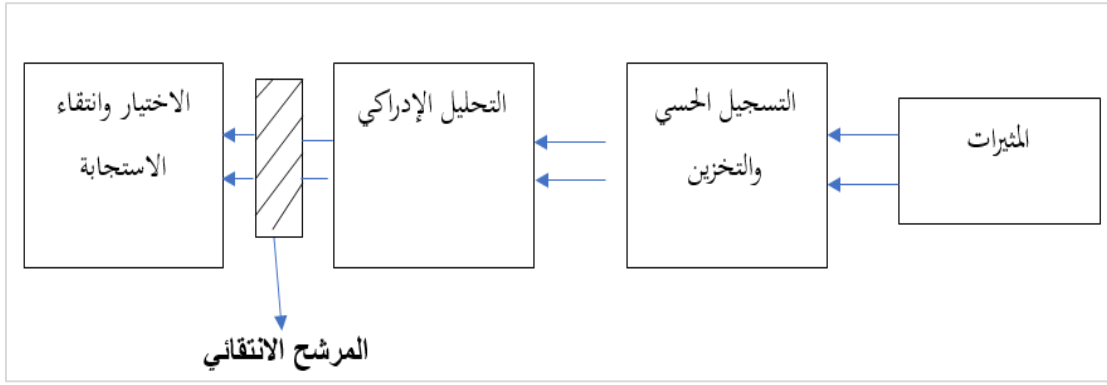 المثيرات
التسجيل الحسي
والتخزين
التحليل الإدراكي
الاختيار وانتقاء
الاستجابة
المرشح الانتقائي